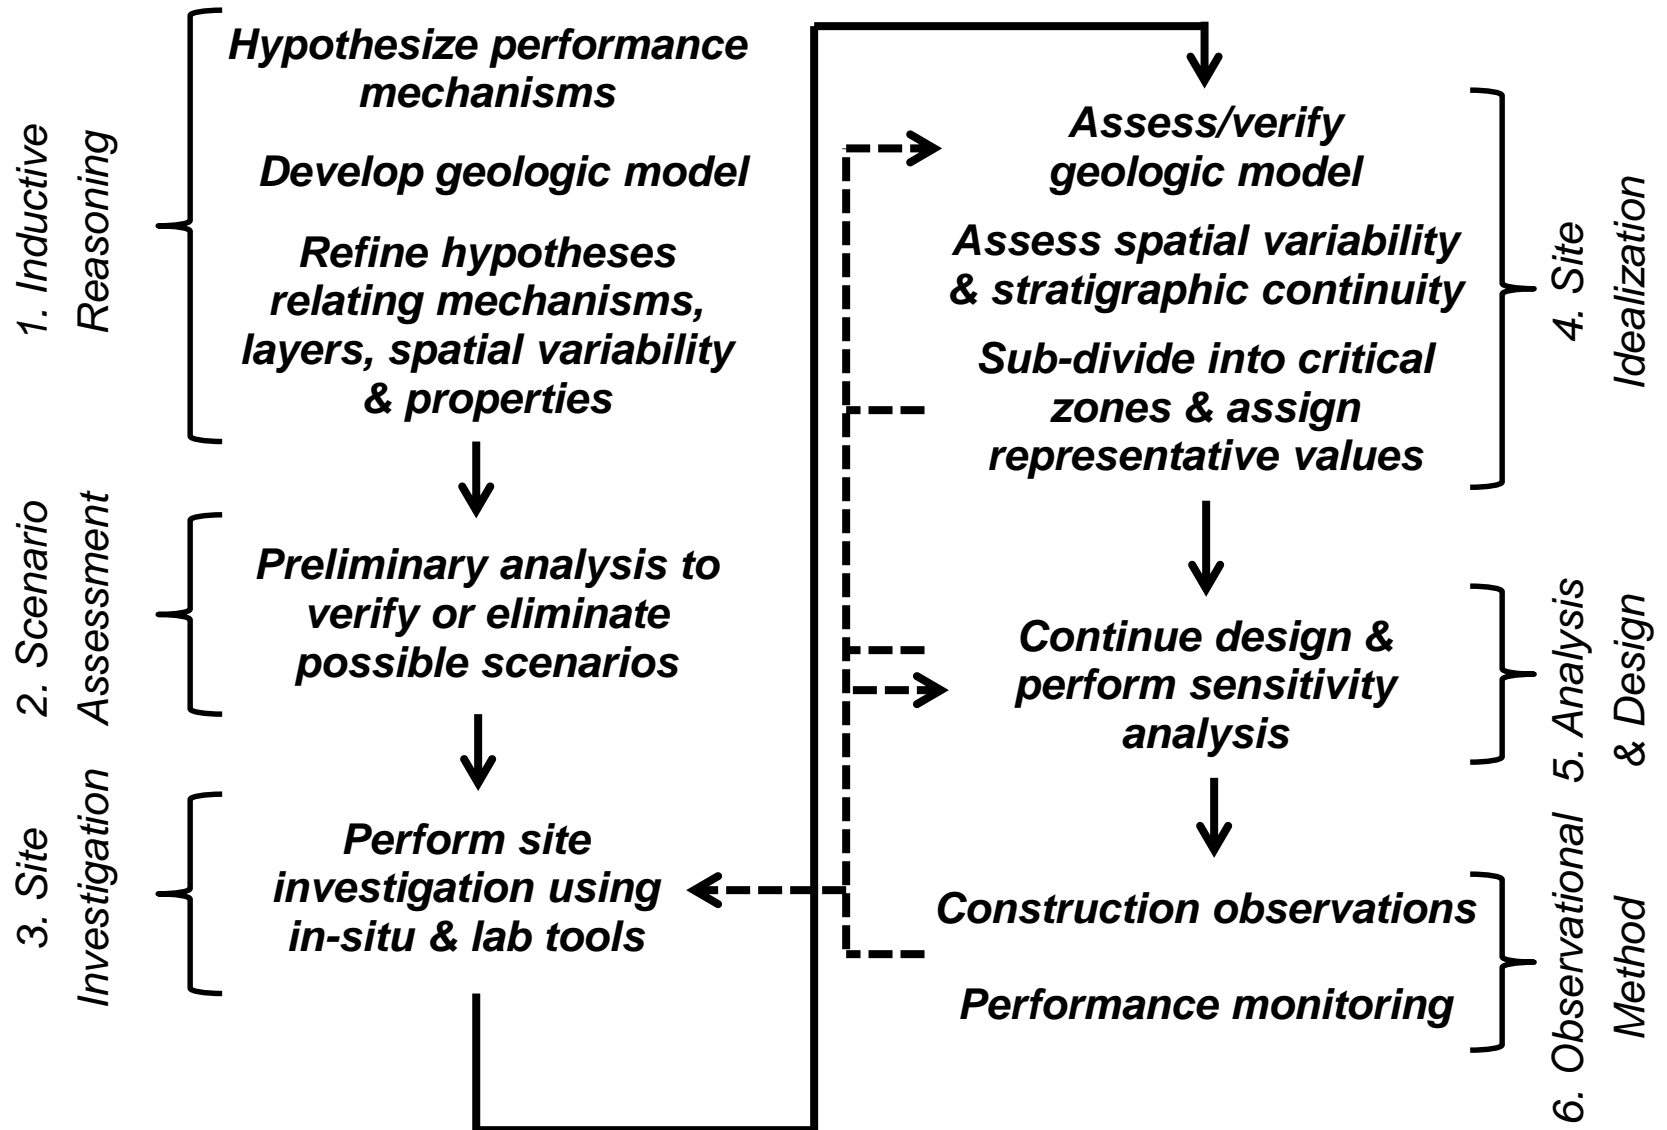 1. Inductive
Reasoning
Hypothesize performance
mechanisms
Develop geologic model
Refine hypotheses
relating mechanisms,
layers, spatial variability
& properties
2. Scenario
Assessment
Preliminary analysis to
verify or eliminate
possible scenarios
3. Site
Investigation
Perform site
investigation using
in-situ & lab tools
Assess/verify
geologic model
Assess spatial variability
& stratigraphic continuity
Sub-divide into critical
zones & assign
representative values
4. Site
Idealization
Continue design &
perform sensitivity
analysis
5. Analysis
& Design
Construction observations
Performance monitoring
6. Observational
Method